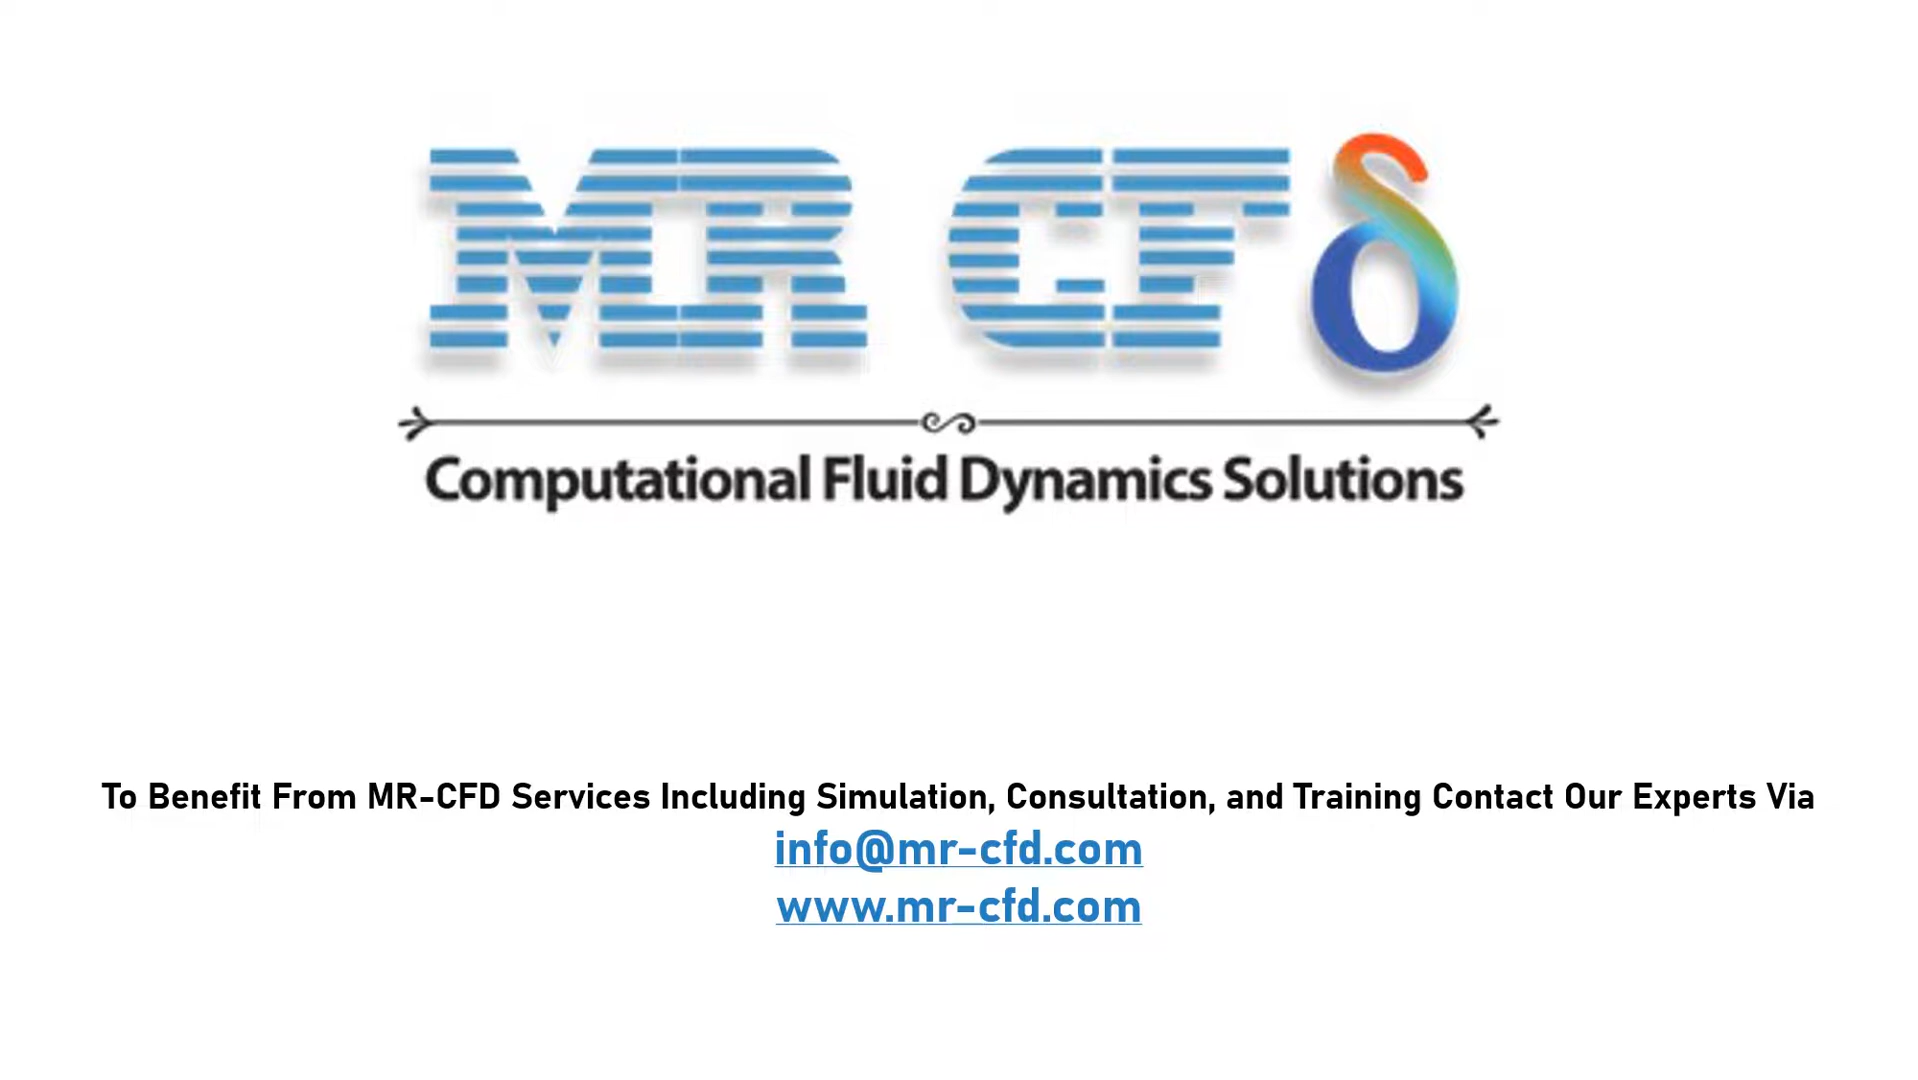 MR CFδ
Computational Fluid Dynamics Solutions
To Benefit From MR-CFD Services Including Simulation, Consultation, and Training Contact Our Experts Via
info@mr-cfd.com
www.mr-cfd.com